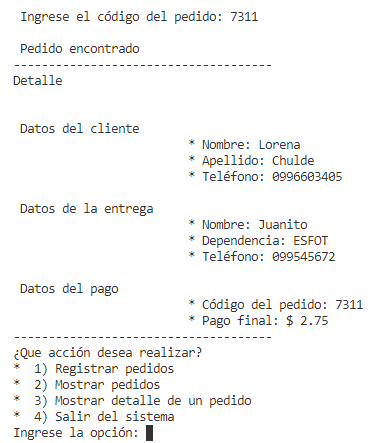 Ingrese el código del pedido: 7311
Pedido encontrado
--------------------------------------
Detalle
Datos del cliente
* Nombre: Lorena
* Apellido: Chulde
* Teléfono: 0996603405
Datos de la entrega
* Nombre: Juanito
* Dependencia: ESFOT
* Teléfono: 099545672
Datos del pago
* Código del pedido: 7311
* Pago final: $ 2.75
--------------------------------------
¿Que acción desea realizar?
*  1) Registrar pedidos
*  2) Mostrar pedidos
*  3) Mostrar detalle de un pedido
*  4) Salir del sistema
Ingrese la opción: